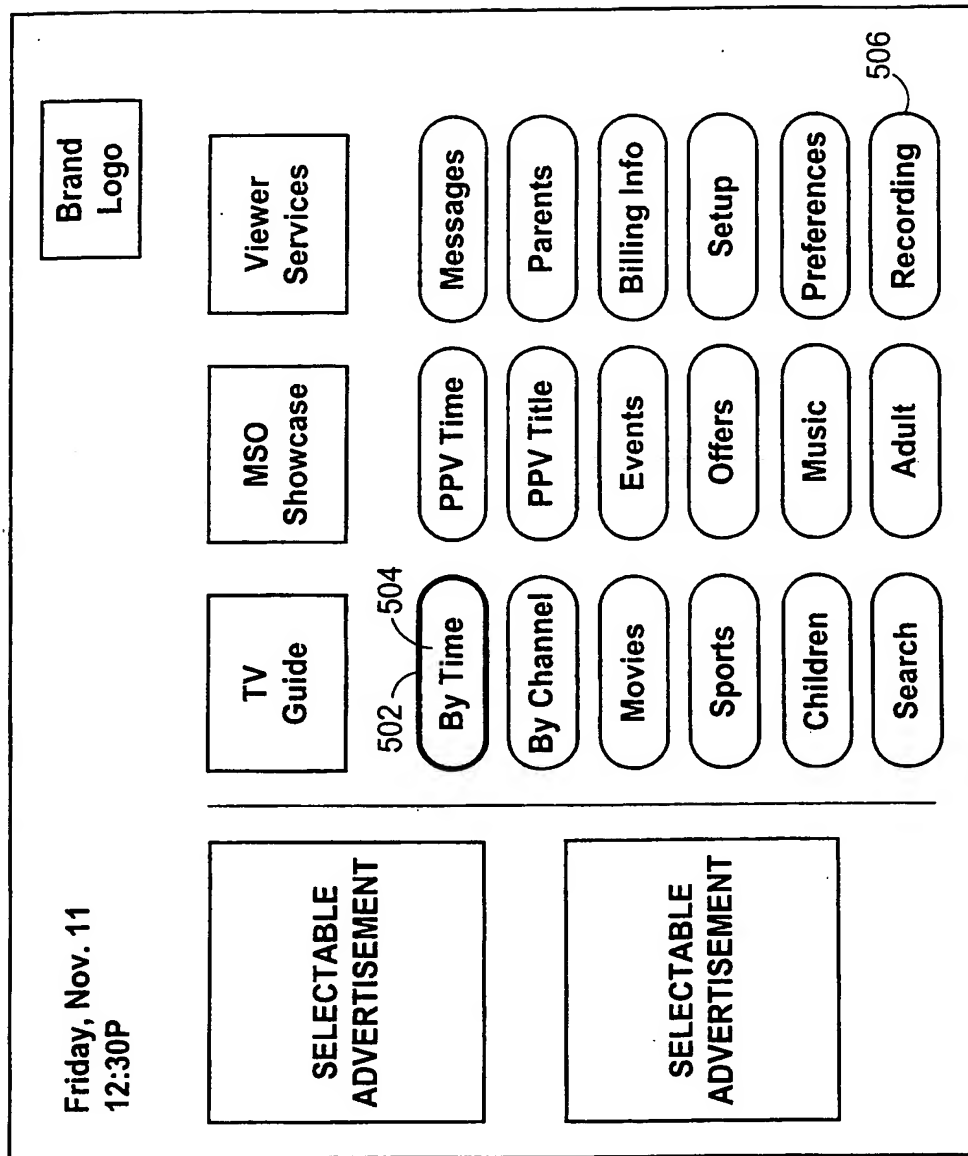 Friday, Nov. 11
12:30P
Brand
Logo
SELECTABLE
ADVERTISEMENT
SELECTABLE
ADVERTISEMENT
TV
Guide
502
504
By Time
By Channel
Movies
Sports
Children
Search
MSO
Showcase
PPV Time
PPV Title
Events
Offers
Music
Adult
Viewer
Services
Messages
Parents
Billing Info
Setup
Preferences
Recording
506